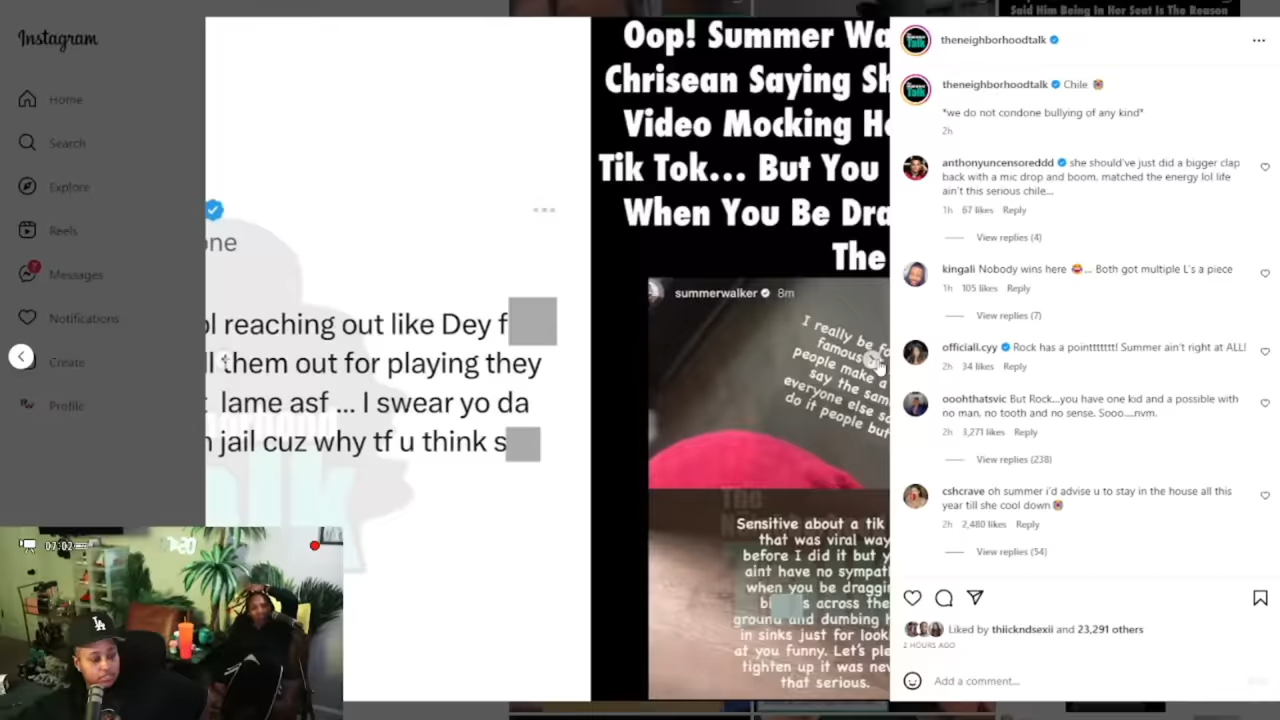 Said Him Being In Her Seat Is The Reason
Instagram
Home
Search
Explore
Reels
7
Messages
Notifications
Create
Profile
ne
l reaching out like Dey f
l them out for playing they
lame asf ... I swear yo da
jail cuz why tf u think s
07:02
LA
Oop! Summer Wa
Chrisean Saying Sh
Video Mocking H
Tik Tok... But You
When You Be Dra
The
summerwalker 8m
I really be fo
famous
people make a
say the sam
everyone else s
do it people but
Sensitive about a tik
that was viral way
before I did it but y
aint have no sympat
when you be draggi
b s across the
ground and dumbing h
in sinks just for look
at you funny. Let's ple
tighten up it was nev
that serious.
Talk
theneighborhoodtalk
Talk
theneighborhoodtalk Chile
*we do not condone bullying of any kind*
2h
anthonyuncensoreddd she should've just did a bigger clap
back with a mic drop and boom, matched the energy lol life
ain't this serious chile...
1h 67 likes Reply
View replies (4)
kingali Nobody wins here ... Both got multiple L's a piece
1h 105 likes Reply
View replies (7)
officiall.cyy Rock has a pointttttttt! Summer ain't right at ALL!
2h 34 likes Reply
ooohthatsvic But Rock...you have one kid and a possible with
no man, no tooth and no sense. Sooo....nvm.
2h 3,271 likes Reply
View replies (238)
cshcrave oh summer i'd advise u to stay in the house all this
year till she cool down
2h 2,480 likes Reply
View replies (54)
Liked by thiickndsexii and 23,291 others
2 HOURS AGO
Add a comment...